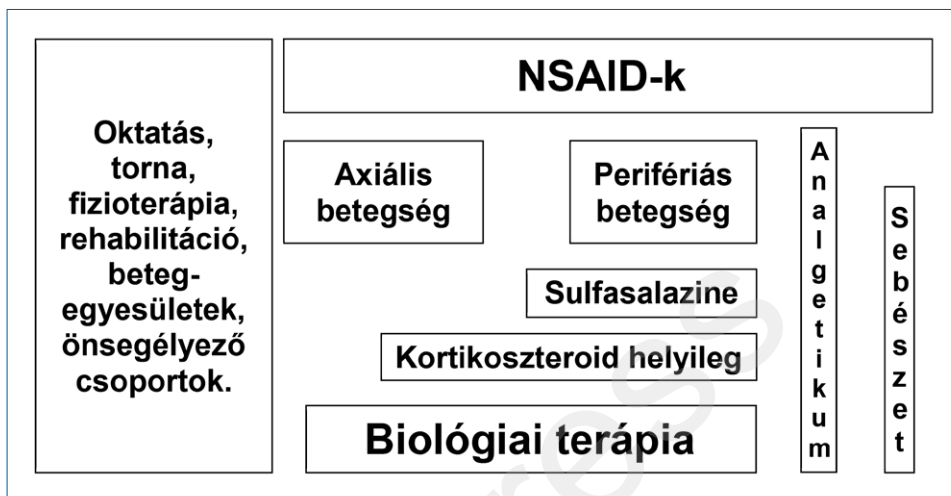 Oktatás,
torna,
fizioterápia,
rehabilitáció,
beteg-
egyesületek,
önsegélyező
csoportok.
NSAID-k
Axiális
betegség
Perifériás
betegség
Sulfasalazine
Kortikoszteroid helyileg
Biológiai terápia
Analgetikum
Sebészet
ress